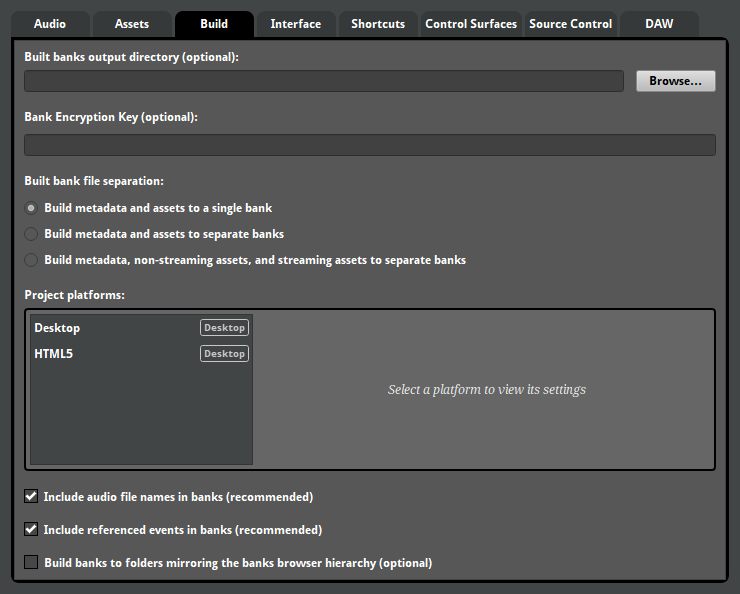 Audio Assets Build Interface Shortcuts Control Surfaces Source Control DAW
Built banks output directory (optional):
Browse...
Bank Encryption Key (optional):
Built bank file separation:
Build metadata and assets to a single bank
Build metadata and assets to separate banks
Build metadata, non-streaming assets, and streaming assets to separate banks
Project platforms:
Desktop Desktop
HTML5 Desktop
Select a platform to view its settings
Include audio file names in banks (recommended)
Include referenced events in banks (recommended)
Build banks to folders mirroring the banks browser hierarchy (optional)